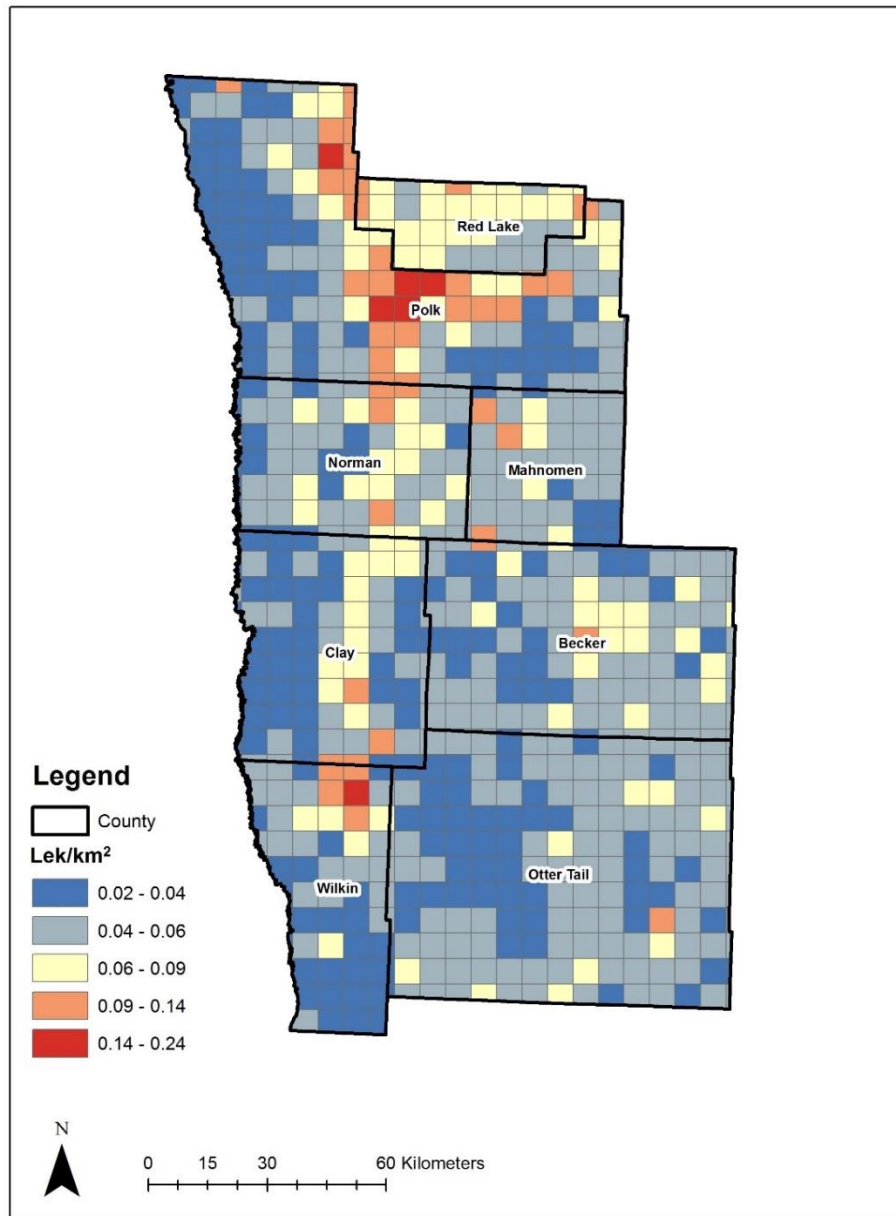 Red Lake
Polk
Norman
Mahnomen
Clay
Becker
Wilkin
Otter Tail
Legend
County
Lek/km²
0.02 - 0.04
0.04 - 0.06
0.06 - 0.09
0.09 - 0.14
0.14 - 0.24
N
0 15 30 60 Kilometers